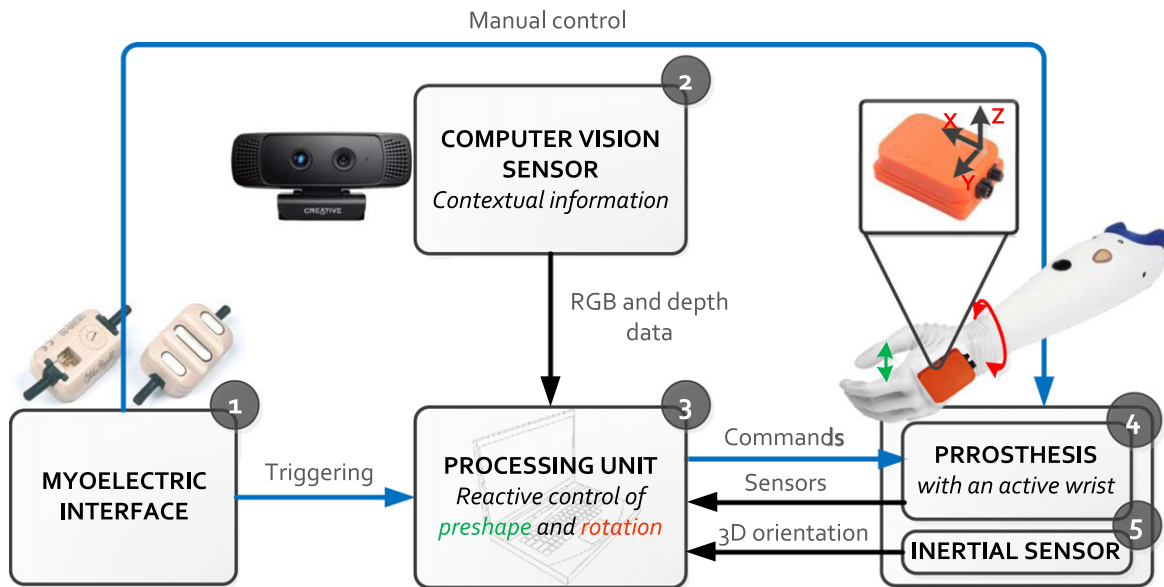 Manual control
2
COMPUTER VISION
SENSOR
Contextual information
CREATIVE
X
Z
Y
RGB and depth
data
1
MYOELECTRIC
INTERFACE
Triggering
3
PROCESSING UNIT
Reactive control of
preshape and rotation
Commands
Sensors
3D orientation
4
PRROSTHESIS
with an active wrist
5
INERTIAL SENSOR